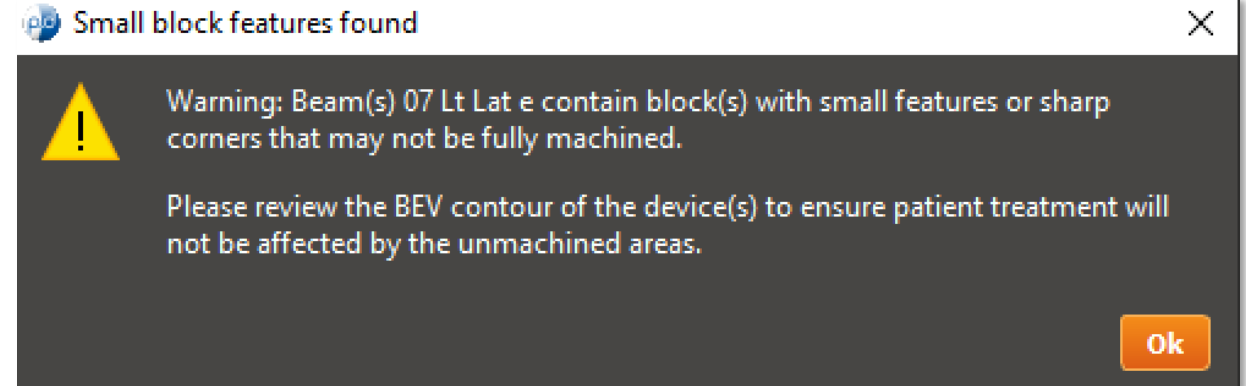 Small block features found
Warning: Beam(s) 07 Lt Lat e contain block(s) with small features or sharp
corners that may not be fully machined.
Please review the BEV contour of the device(s) to ensure patient treatment will
not be affected by the unmachined areas.
Ok